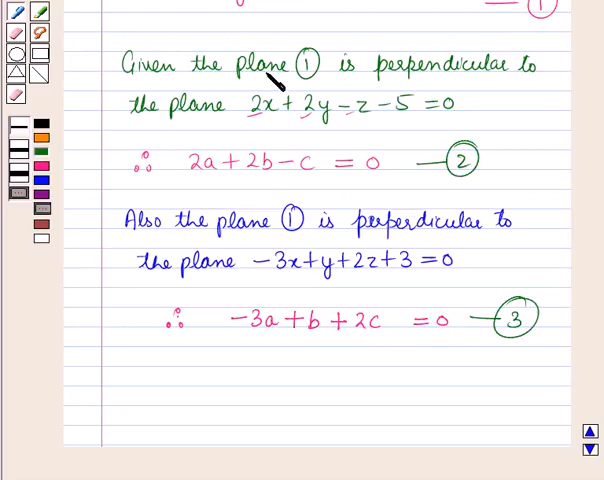 ① 
Given the plane ① is perpendicular to
the plane 2x + 2y - z - 5 = 0
∴ 2a + 2b - c = 0 — ②
Also the plane ① is perpendicular to
the plane - 3x + y + 2z + 3 = 0
∴ - 3a + b + 2c = 0 — ③